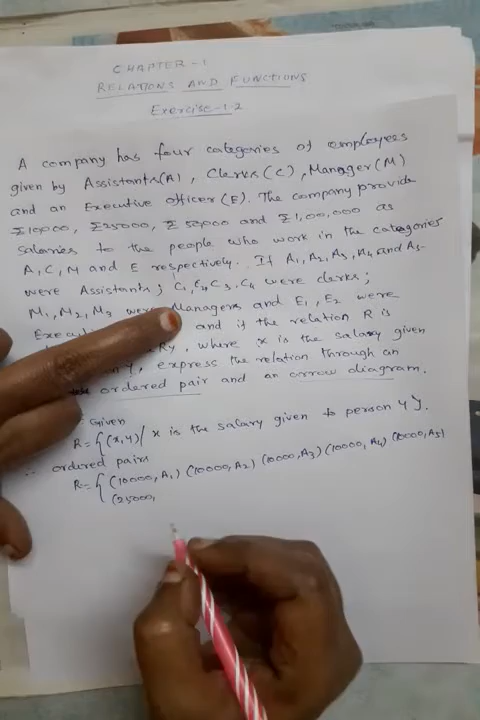 CHAPTER-1
RELATIONS AND FUNCTIONS
Exercise-1.2
A company has four categories of employees
given by Assistants(A), Clerks(C), Manager(M)
and an Executive officer(E). The company provide
₹10000, ₹25000, ₹50000 and ₹1,00,000 as
salaries to the people who work in the categories
A, C, M and E respectively. If A1, A2, A3, A4 and A5
were Assistants; C1, C2, C3, C4 were clerks;
M1, M2, M3 were Managers and E1, E2 were
and if the relation R is
Ry, where x is the salary given
y, express the relation through an
ordered pair and an arrow diagram.
Given
R={(x,y)/ x is the salary given to person y}.
∴ ordered pairs
R={(10000, A1) (10000, A2) (10000, A3) (10000, A4) (10000, A5)
(25000,